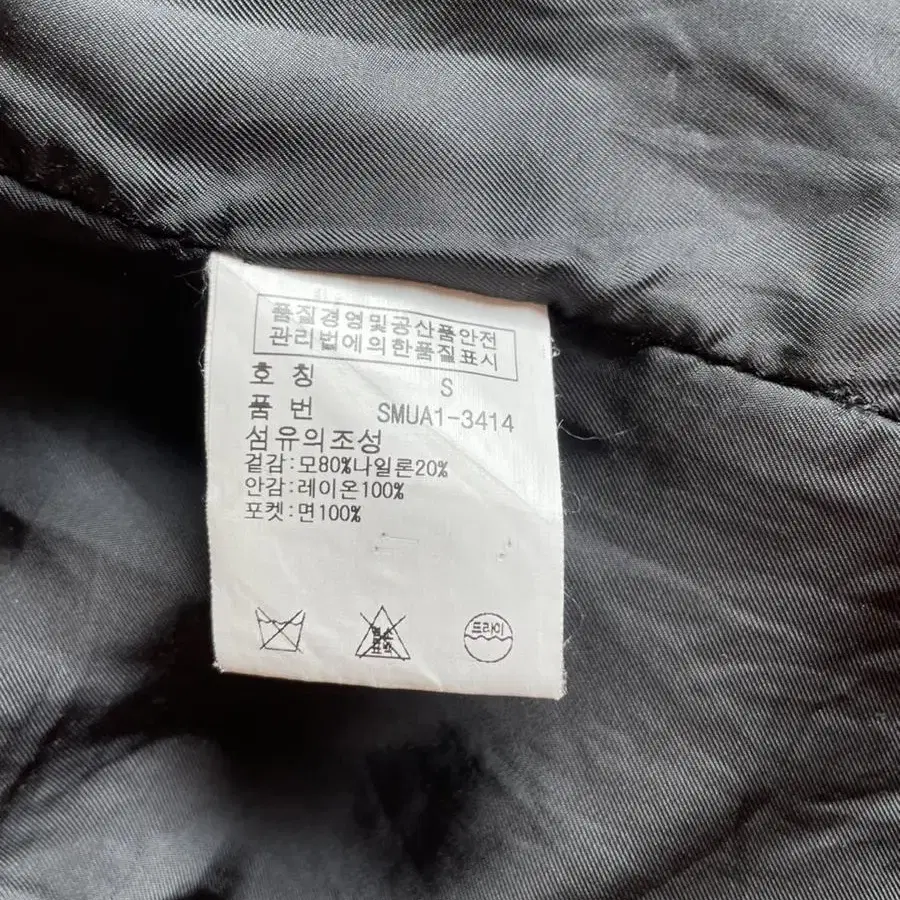 품질경영및공산품안전
관리법에의한품질표시
호 칭 S
품 번 SMUA1-3414
섬유의조성
겉감:모80%나일론20%
안감:레이온100%
포켓:면100%
드라이